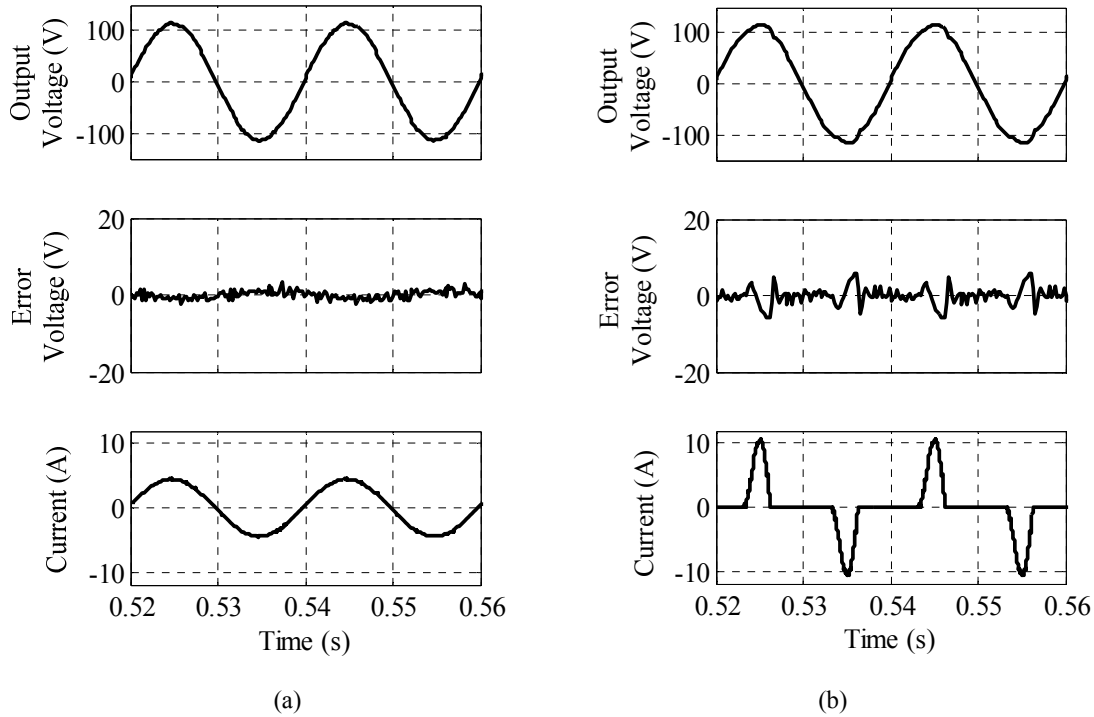 Output
Voltage (V)
100
0
-100
Error
Voltage (V)
20
0
-20
Current (A)
10
0
-10
0.52 0.53 0.54 0.55 0.56
Time (s)
(a)
Output
Voltage (V)
100
0
-100
Error
Voltage (V)
20
0
-20
Current (A)
10
0
-10
0.52 0.53 0.54 0.55 0.56
Time (s)
(b)